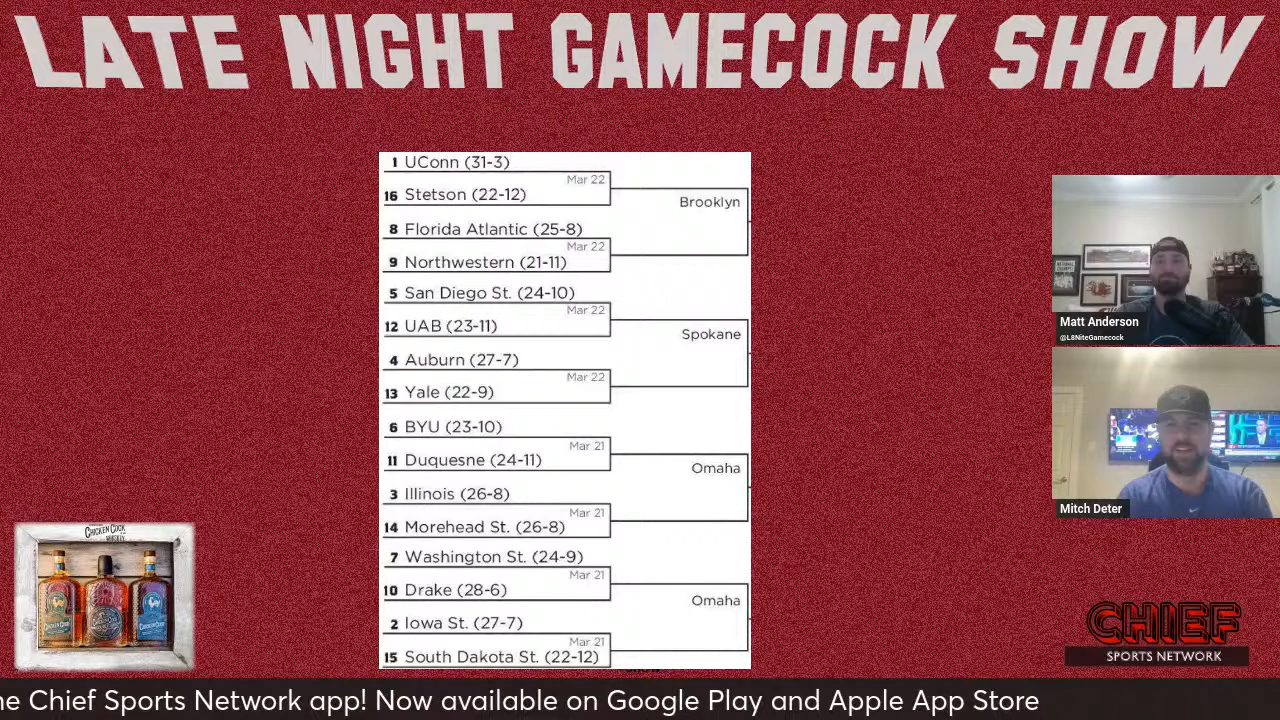 LATE NIGHT GAMECOCK SHOW
1 UConn (31-3)
Mar 22
16 Stetson (22-12)
Brooklyn
8 Florida Atlantic (25-8)
Mar 22
9 Northwestern (21-11)
5 San Diego St. (24-10)
Mar 22
12 UAB (23-11)
Spokane
4 Auburn (27-7)
Mar 22
13 Yale (22-9)
6 BYU (23-10)
Mar 21
11 Duquesne (24-11)
Omaha
3 Illinois (26-8)
Mar 21
14 Morehead St. (26-8)
7 Washington St. (24-9)
Mar 21
10 Drake (28-6)
Omaha
2 Iowa St. (27-7)
Mar 21
15 South Dakota St. (22-12)
Matt Anderson
@L8NiteGamecock
Mitch Deter
CHICKEN COCK
WHISKEY
CHIEF
SPORTS NETWORK
he Chief Sports Network app! Now available on Google Play and Apple App Store